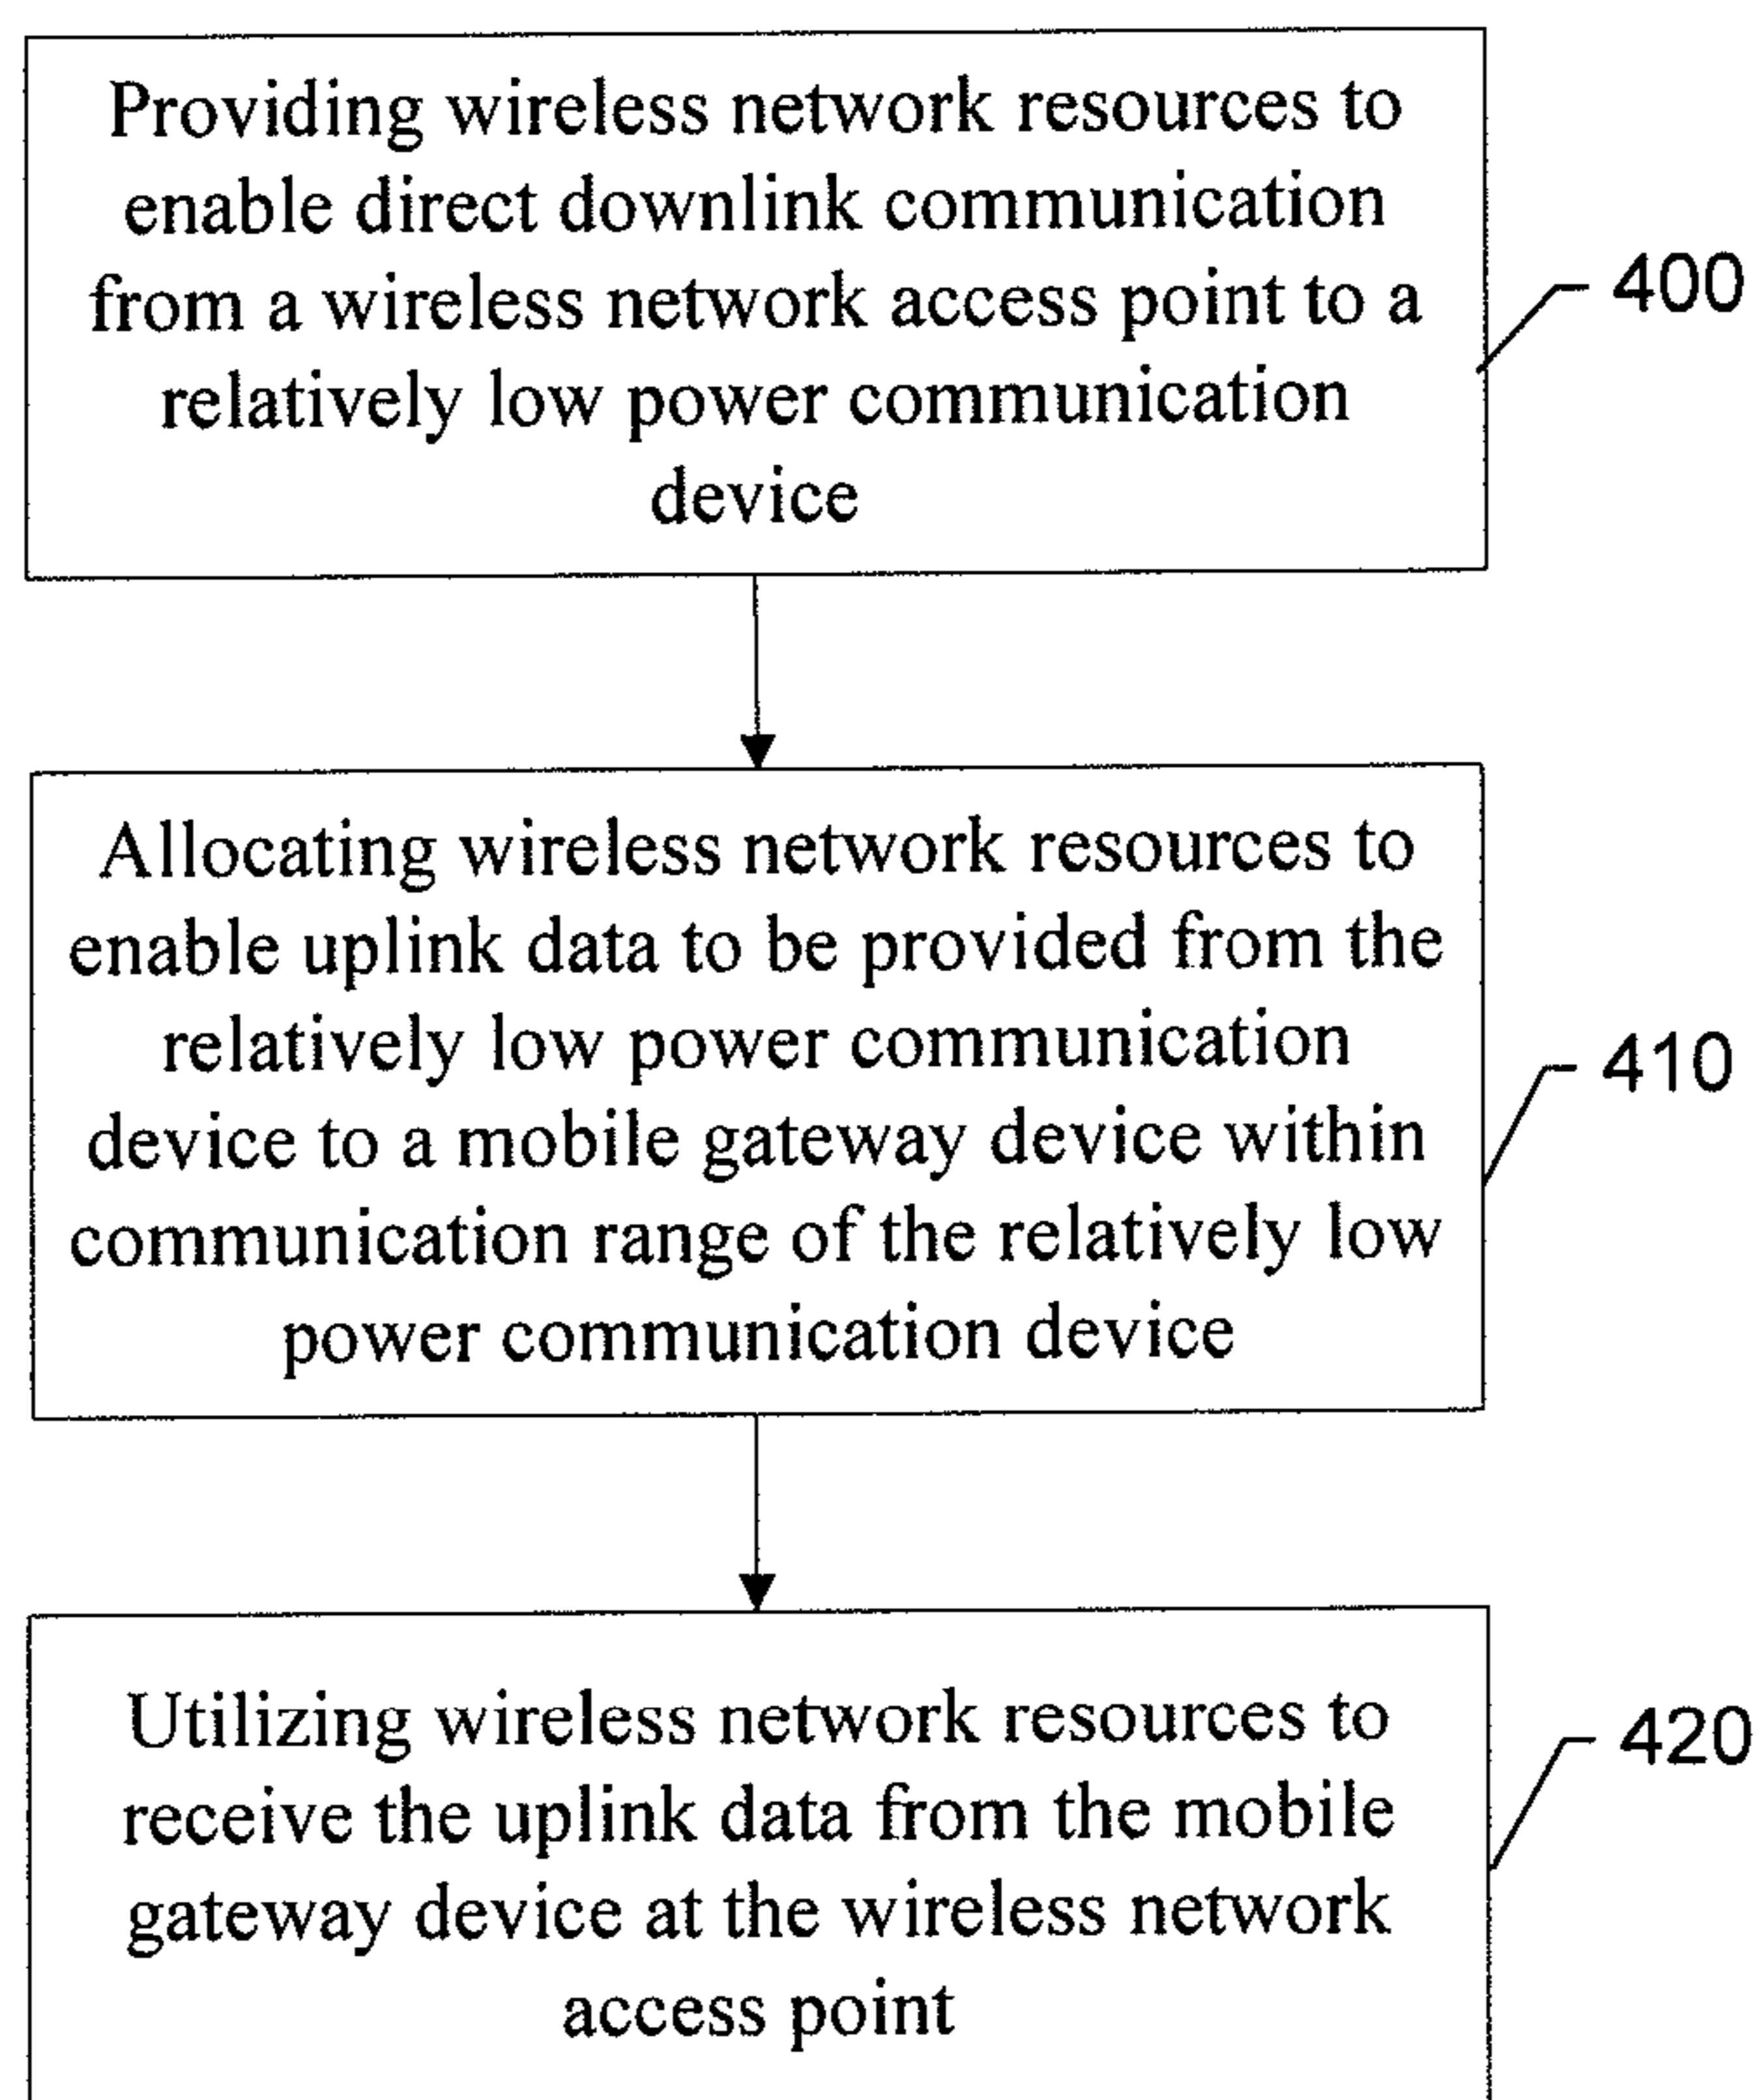 Providing wireless network resources to
enable direct downlink communication
from a wireless network access point to a
relatively low power communication
device
400
Allocating wireless network resources to
enable uplink data to be provided from the
relatively low power communication
device to a mobile gateway device within
communication range of the relatively low
power communication device
410
Utilizing wireless network resources to
receive the uplink data from the mobile
gateway device at the wireless network
access point
420